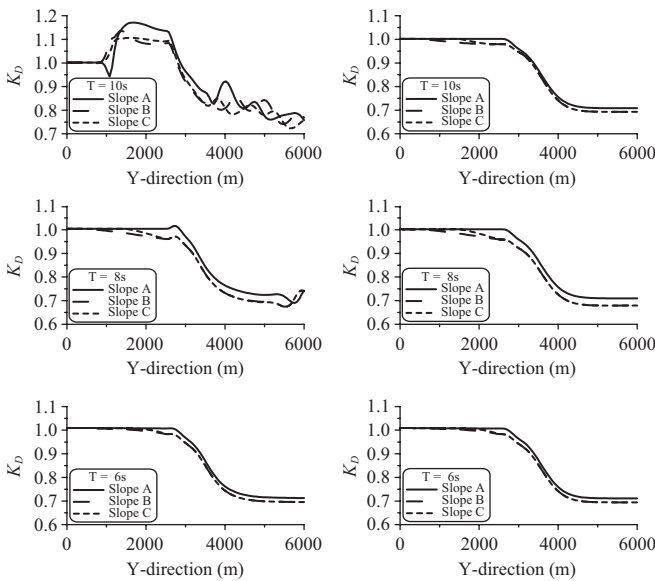 1.2
1.1
1.0
0.9
0.8
0.7
K_D
T = 10s
Slope A
Slope B
Slope C
0 2000 4000 6000
Y-direction (m)
1.1
1.0
0.9
0.8
0.7
0.6
K_D
T = 10s
Slope A
Slope B
Slope C
0 2000 4000 6000
Y-direction (m)
1.1
1.0
0.9
0.8
0.7
0.6
K_D
T = 8s
Slope A
Slope B
Slope C
0 2000 4000 6000
Y-direction (m)
1.1
1.0
0.9
0.8
0.7
0.6
K_D
T = 8s
Slope A
Slope B
Slope C
0 2000 4000 6000
Y-direction (m)
1.1
1.0
0.9
0.8
0.7
0.6
K_D
T = 6s
Slope A
Slope B
Slope C
0 2000 4000 6000
Y-direction (m)
1.1
1.0
0.9
0.8
0.7
0.6
K_D
T = 6s
Slope A
Slope B
Slope C
0 2000 4000 6000
Y-direction (m)